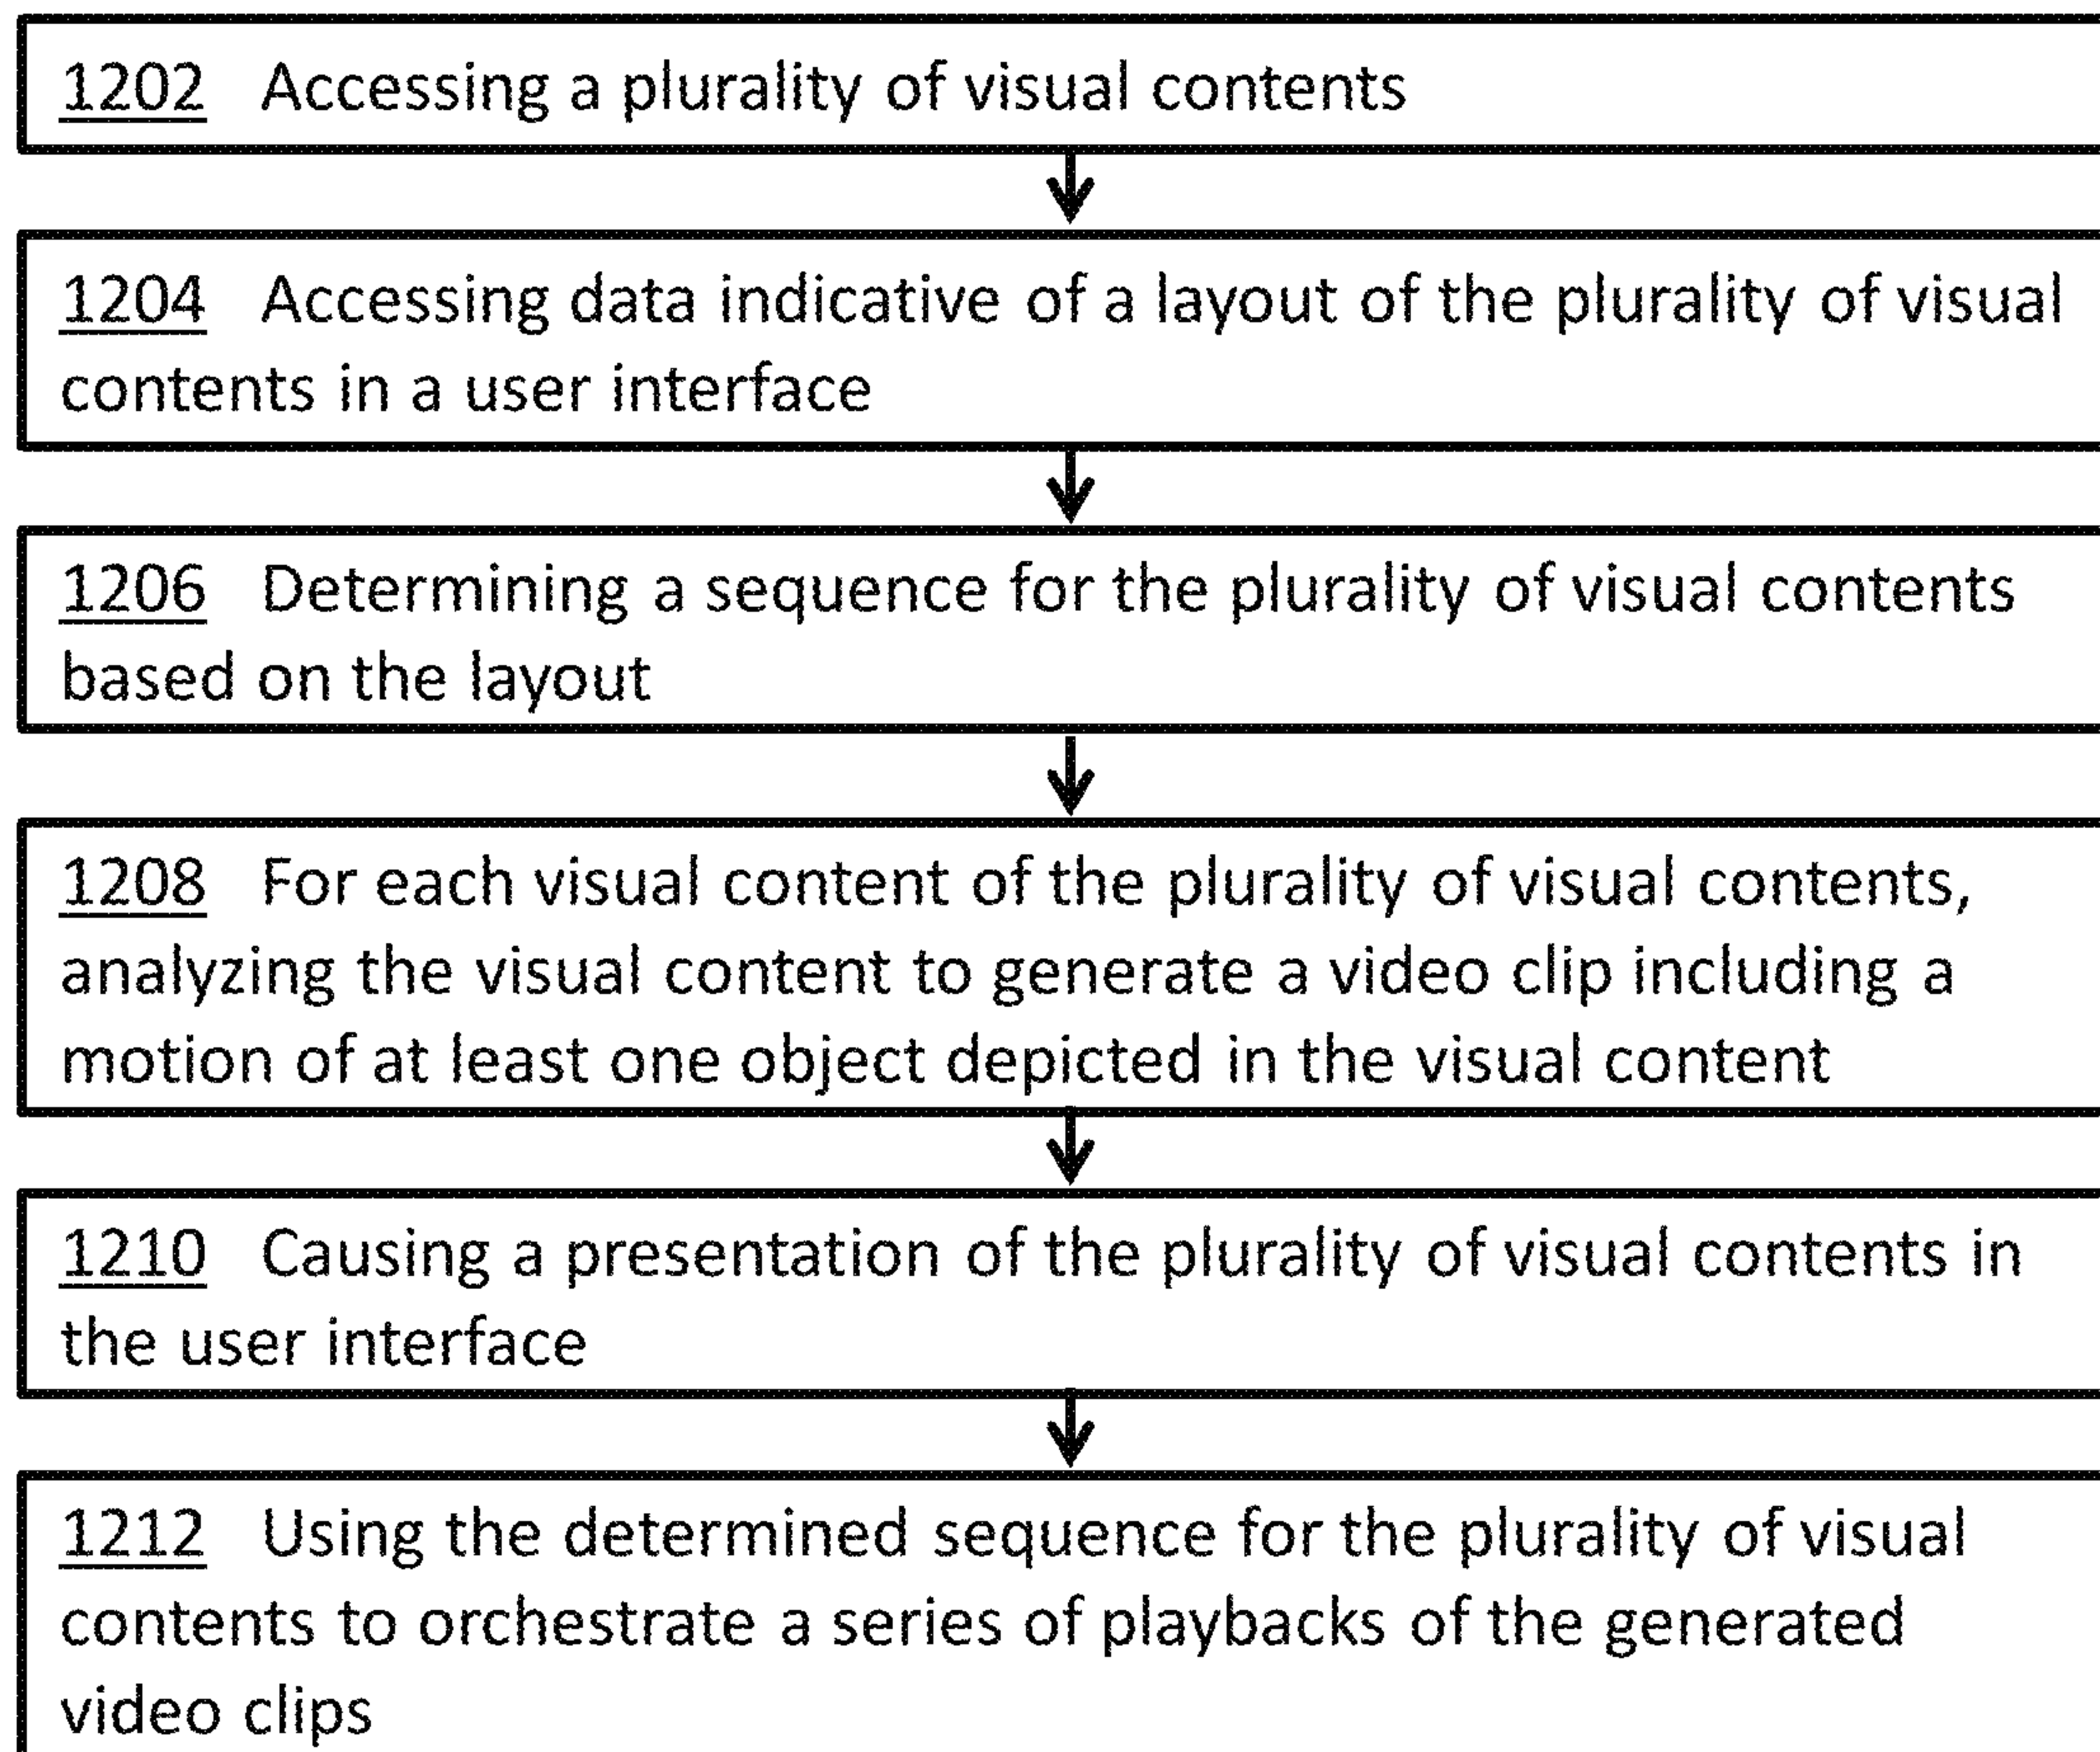 1202 Accessing a plurality of visual contents
1204 Accessing data indicative of a layout of the plurality of visual
contents in a user interface
1206 Determining a sequence for the plurality of visual contents
based on the layout
1208 For each visual content of the plurality of visual contents,
analyzing the visual content to generate a video clip including a
motion of at least one object depicted in the visual content
1210 Causing a presentation of the plurality of visual contents in
the user interface
1212 Using the determined sequence for the plurality of visual
contents to orchestrate a series of playbacks of the generated
video clips